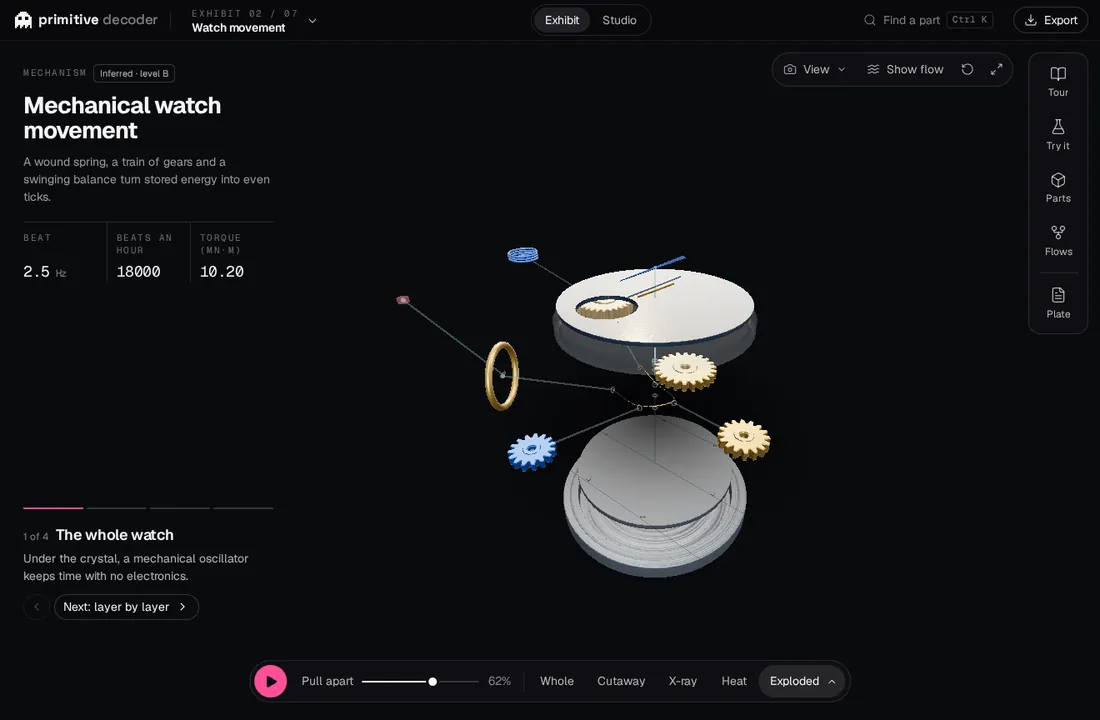 primitive decoder
EXHIBIT 02 / 07
Watch movement
Exhibit
Studio
Find a part
Ctrl K
Export
MECHANISM
Inferred · level B
Mechanical watch
movement
A wound spring, a train of gears and a
swinging balance turn stored energy into even
ticks.
BEAT
2.5 Hz
BEATS AN
HOUR
18000
TORQUE
(MN·M)
10.20
View
Show flow
Tour
Try it
Parts
Flows
Plate
1 of 4 The whole watch
Under the crystal, a mechanical oscillator
keeps time with no electronics.
Next: layer by layer
Pull apart
62%
Whole
Cutaway
X-ray
Heat
Exploded